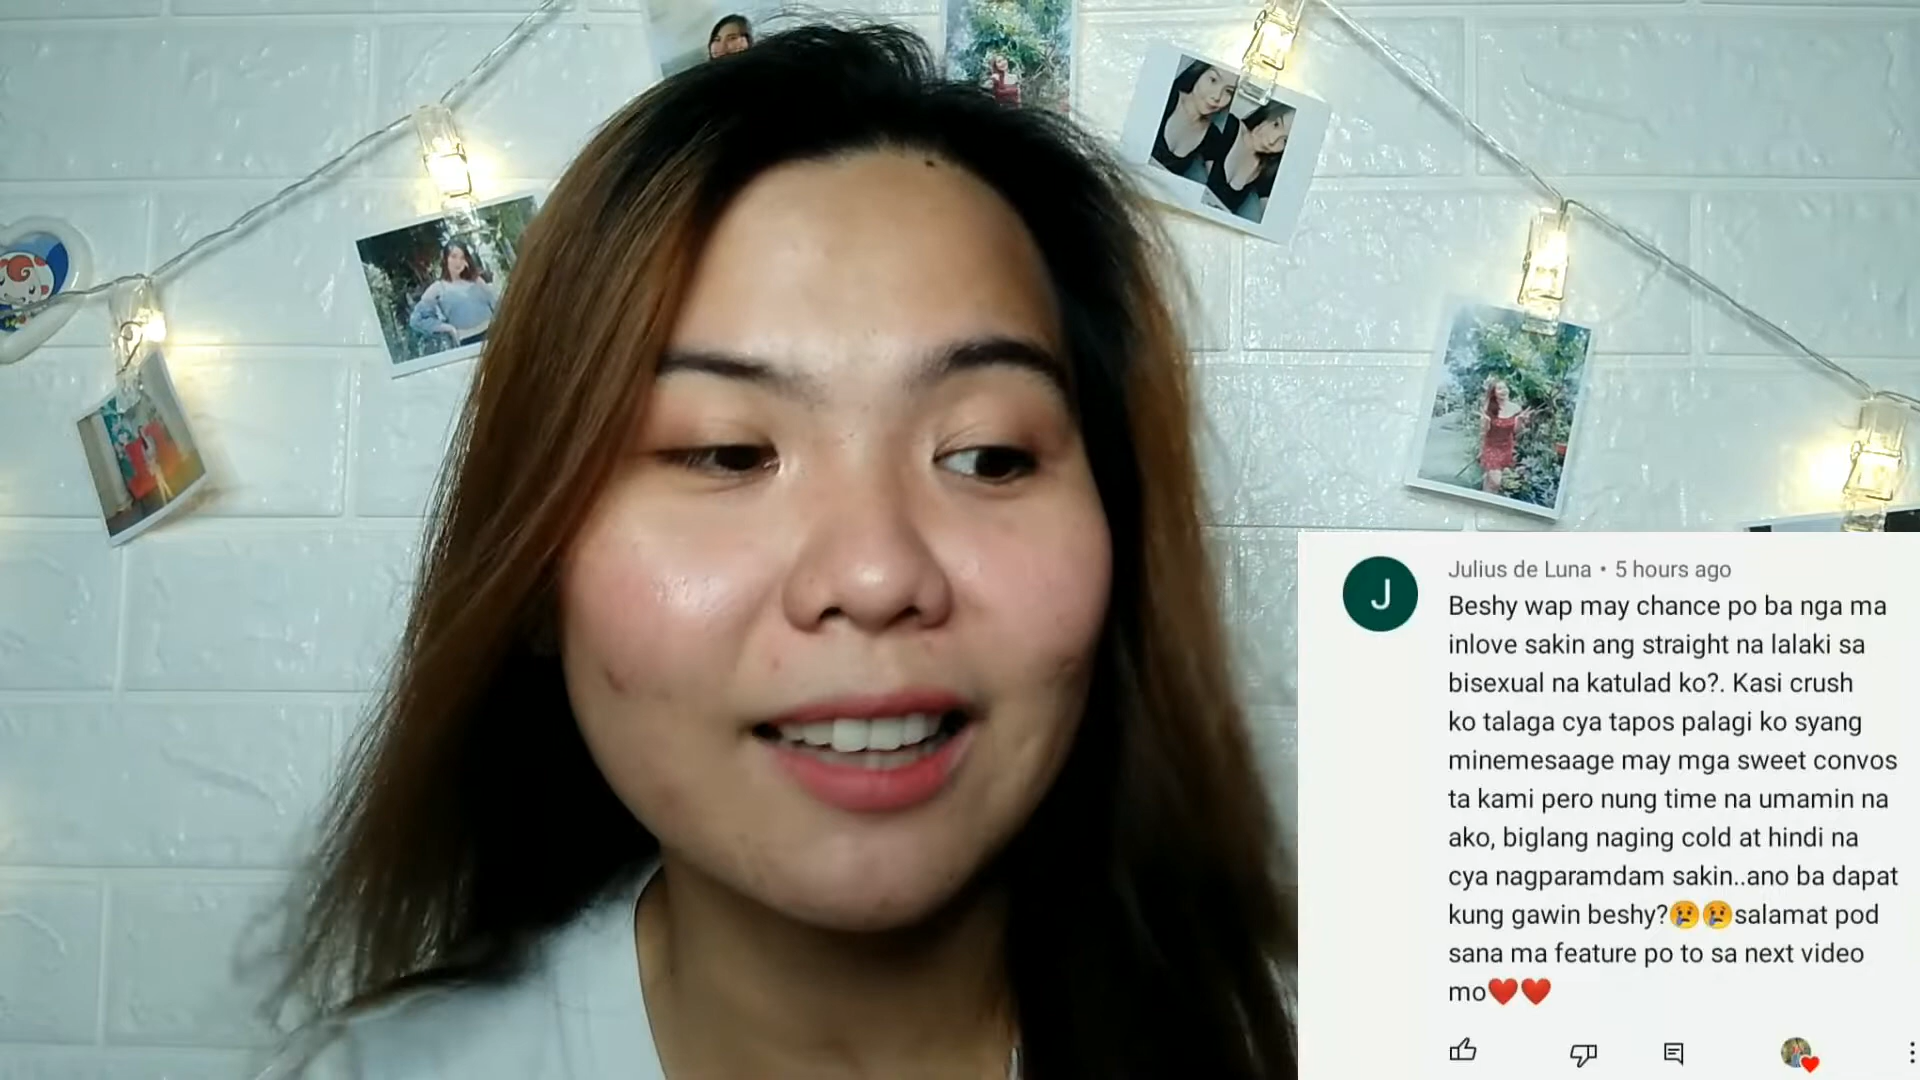 J
Julius de Luna • 5 hours ago
Beshy wap may chance po ba nga ma
inlove sakin ang straight na lalaki sa
bisexual na katulad ko?. Kasi crush
ko talaga cya tapos palagi ko syang
minemesaage may mga sweet convos
ta kami pero nung time na umamin na
ako, biglang naging cold at hindi na
cya nagparamdam sakin..ano ba dapat
kung gawin beshy?😢😢salamat pod
sana ma feature po to sa next video
mo❤️❤️